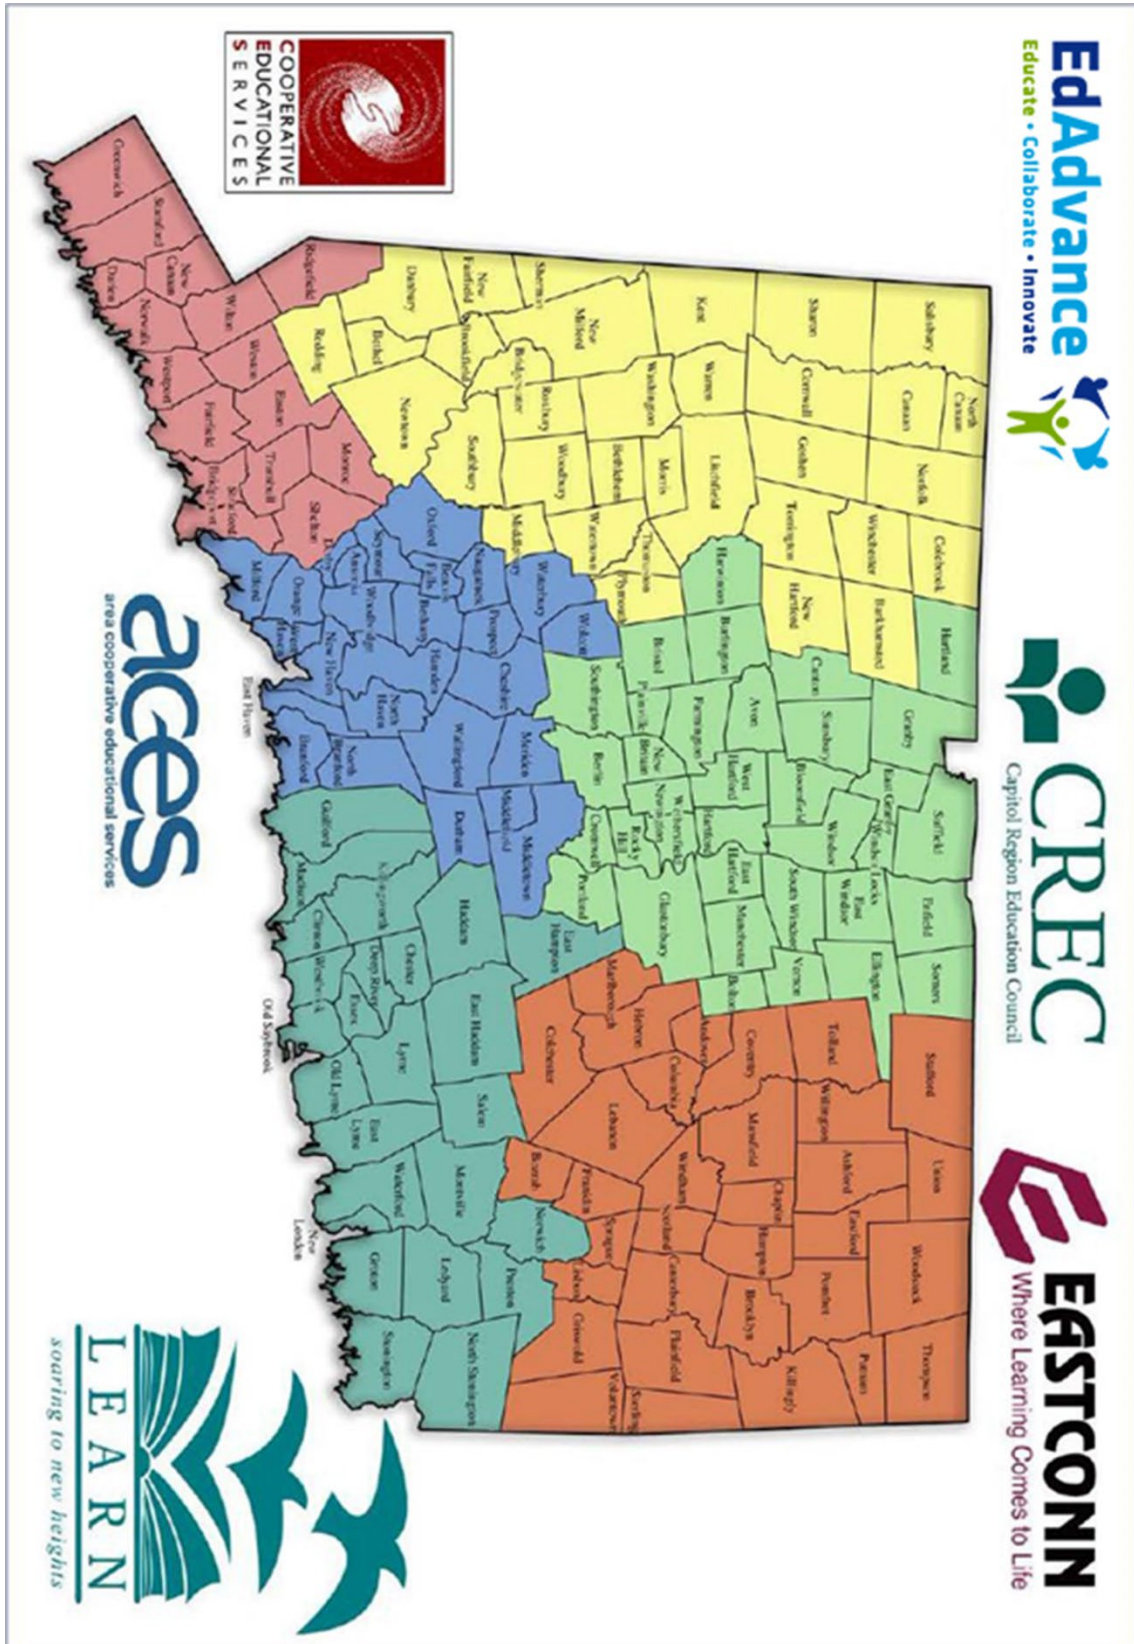 EdAdvance
Educate • Collaborate • Innovate
CREC
Capitol Region Education Council
EASTCONN
Where Learning Comes to Life
Salisbury
North
Canaan
Canaan
Norfolk
Colebrook
Hartland
Granby
Suffield
Enfield
Somers
Stafford
Union
Woodstock
Thompson
Sharon
Cornwall
Goshen
Torrington
Winchester
Barkhamsted
New
Hartford
Canton
Simsbury
East Granby
Windsor Locks
Windsor
Bloomfield
East
Windsor
South Windsor
Ellington
Vernon
Tolland
Willington
Ashford
Eastford
Pomfret
Putnam
Killingly
Kent
Warren
Litchfield
Harwinton
Burlington
Avon
West
Hartford
Hartford
East
Hartford
Manchester
Bolton
Andover
Coventry
Mansfield
Chaplin
Hampton
Brooklyn
Sherman
New
Milford
Washington
Morris
Bethlehem
Thomaston
Watertown
Plymouth
Bristol
Plainville
Farmington
New
Britain
Newington
Wethersfield
Rocky
Hill
Glastonbury
Marlborough
Hebron
Columbia
Lebanon
Windham
Scotland
Canterbury
Plainfield
Sterling
New
Fairfield
Brookfield
Bridgewater
Roxbury
Woodbury
Southbury
Middlebury
Waterbury
Wolcott
Southington
Berlin
Cromwell
Portland
East
Hampton
Colchester
Bozrah
Franklin
Sprague
Lisbon
Griswold
Voluntown
Danbury
Bethel
Newtown
Oxford
Naugatuck
Beacon
Falls
Prospect
Cheshire
Meriden
Middlefield
Middletown
Haddam
East Haddam
Salem
Montville
Norwich
Preston
North Stonington
Ridgefield
Redding
Monroe
Seymour
Bethany
Hamden
Wallingford
Durham
Killingworth
Chester
Deep River
Essex
Lyme
East
Lyme
Waterford
Ledyard
Wilton
Weston
Easton
Trumbull
Shelton
Derby
Ansonia
Woodbridge
North
Haven
New Haven
North
Branford
Guilford
Madison
Clinton
Westbrook
Old Lyme
Groton
Stonington
Greenwich
Stamford
New
Canaan
Darien
Norwalk
Westport
Fairfield
Bridgeport
Stratford
Milford
Orange
West
Haven
Branford
East Haven
Old Saybrook
New
London
COOPERATIVE
EDUCATIONAL
SERVICES
aces
area cooperative educational services
LEARN
soaring to new heights